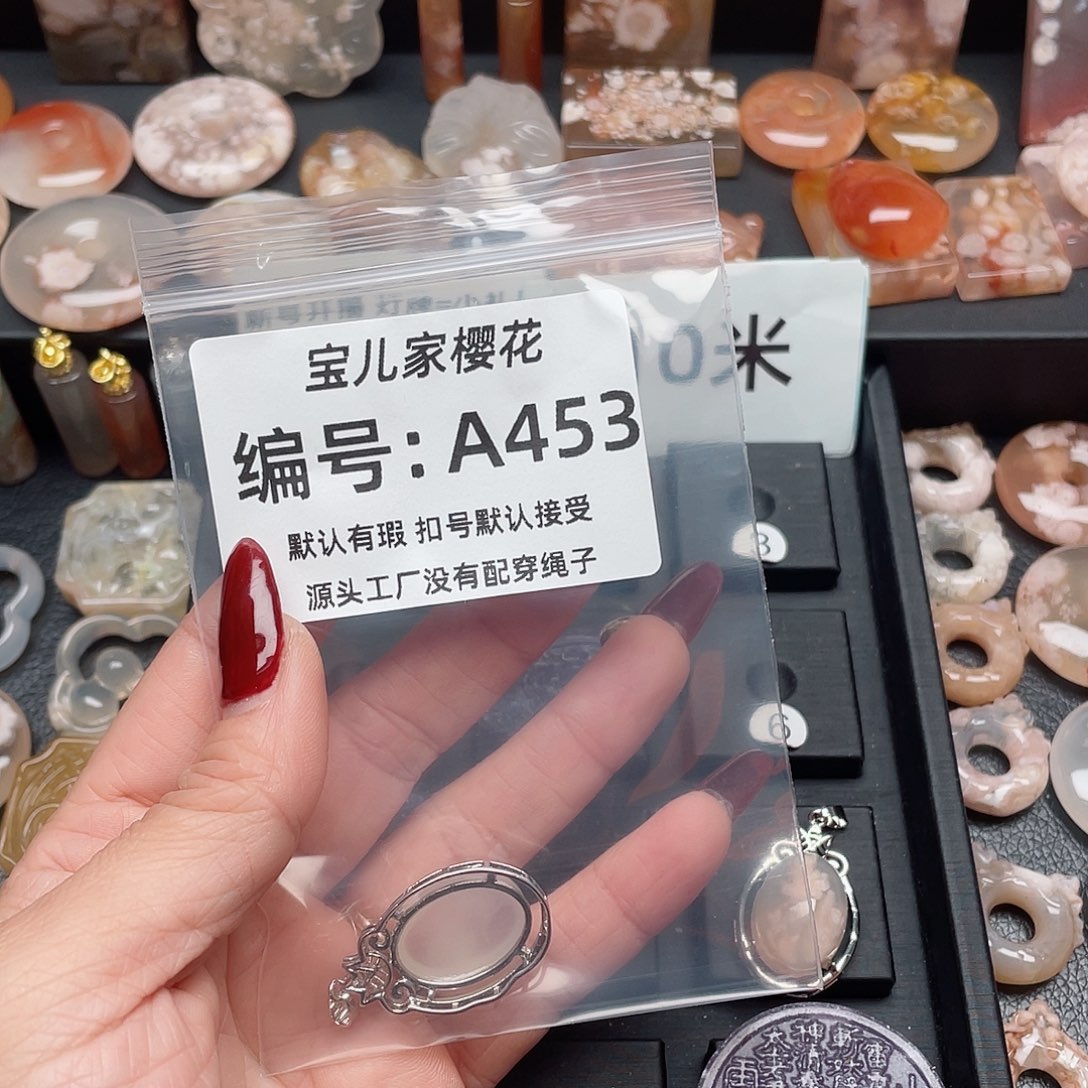 宝儿家樱花
编号:A453
默认有瑕 扣号默认接受
源头工厂没有配穿绳子
0米
8
6